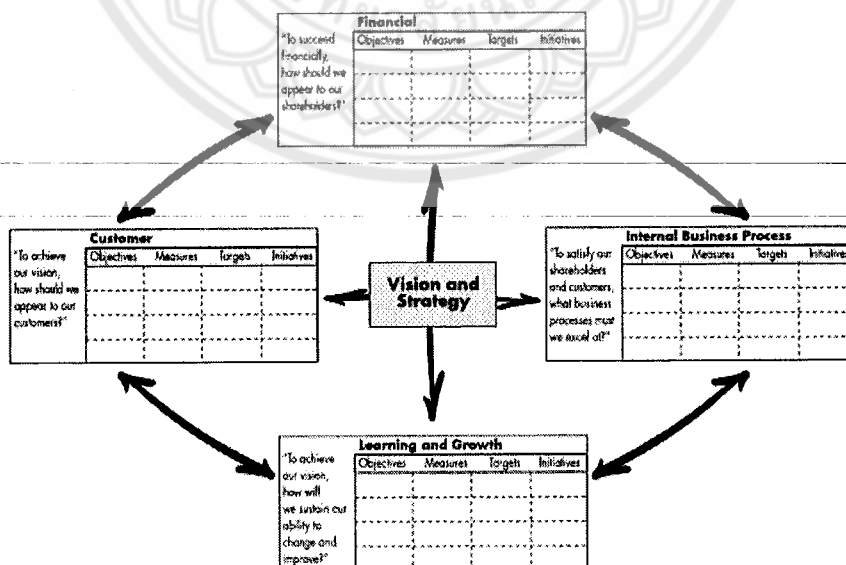 Financial
"To succeed
financially,
how should we
appear to our
shareholders?"
Objectives Measures Targets Initiatives
Customer
"To achieve
our vision,
how should we
appear to our
customers?"
Objectives Measures Targets Initiatives
Vision and
Strategy
Internal Business Process
"To satisfy our
shareholders
and customers,
what business
processes must
we excel at?"
Objectives Measures Targets Initiatives
Learning and Growth
"To achieve
our vision,
how will
we sustain our
ability to
change and
improve?"
Objectives Measures Targets Initiatives